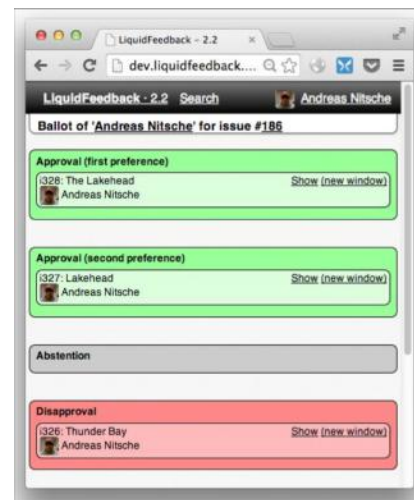 LiquidFeedback - 2.2
dev.liquidfeedback....
LiquidFeedback · 2.2 Search Andreas Nitsche
Ballot of 'Andreas Nitsche' for issue #186
Approval (first preference)
i328: The Lakehead Show (new window)
Andreas Nitsche
Approval (second preference)
i327: Lakehead Show (new window)
Andreas Nitsche
Abstention
Disapproval
i326: Thunder Bay Show (new window)
Andreas Nitsche